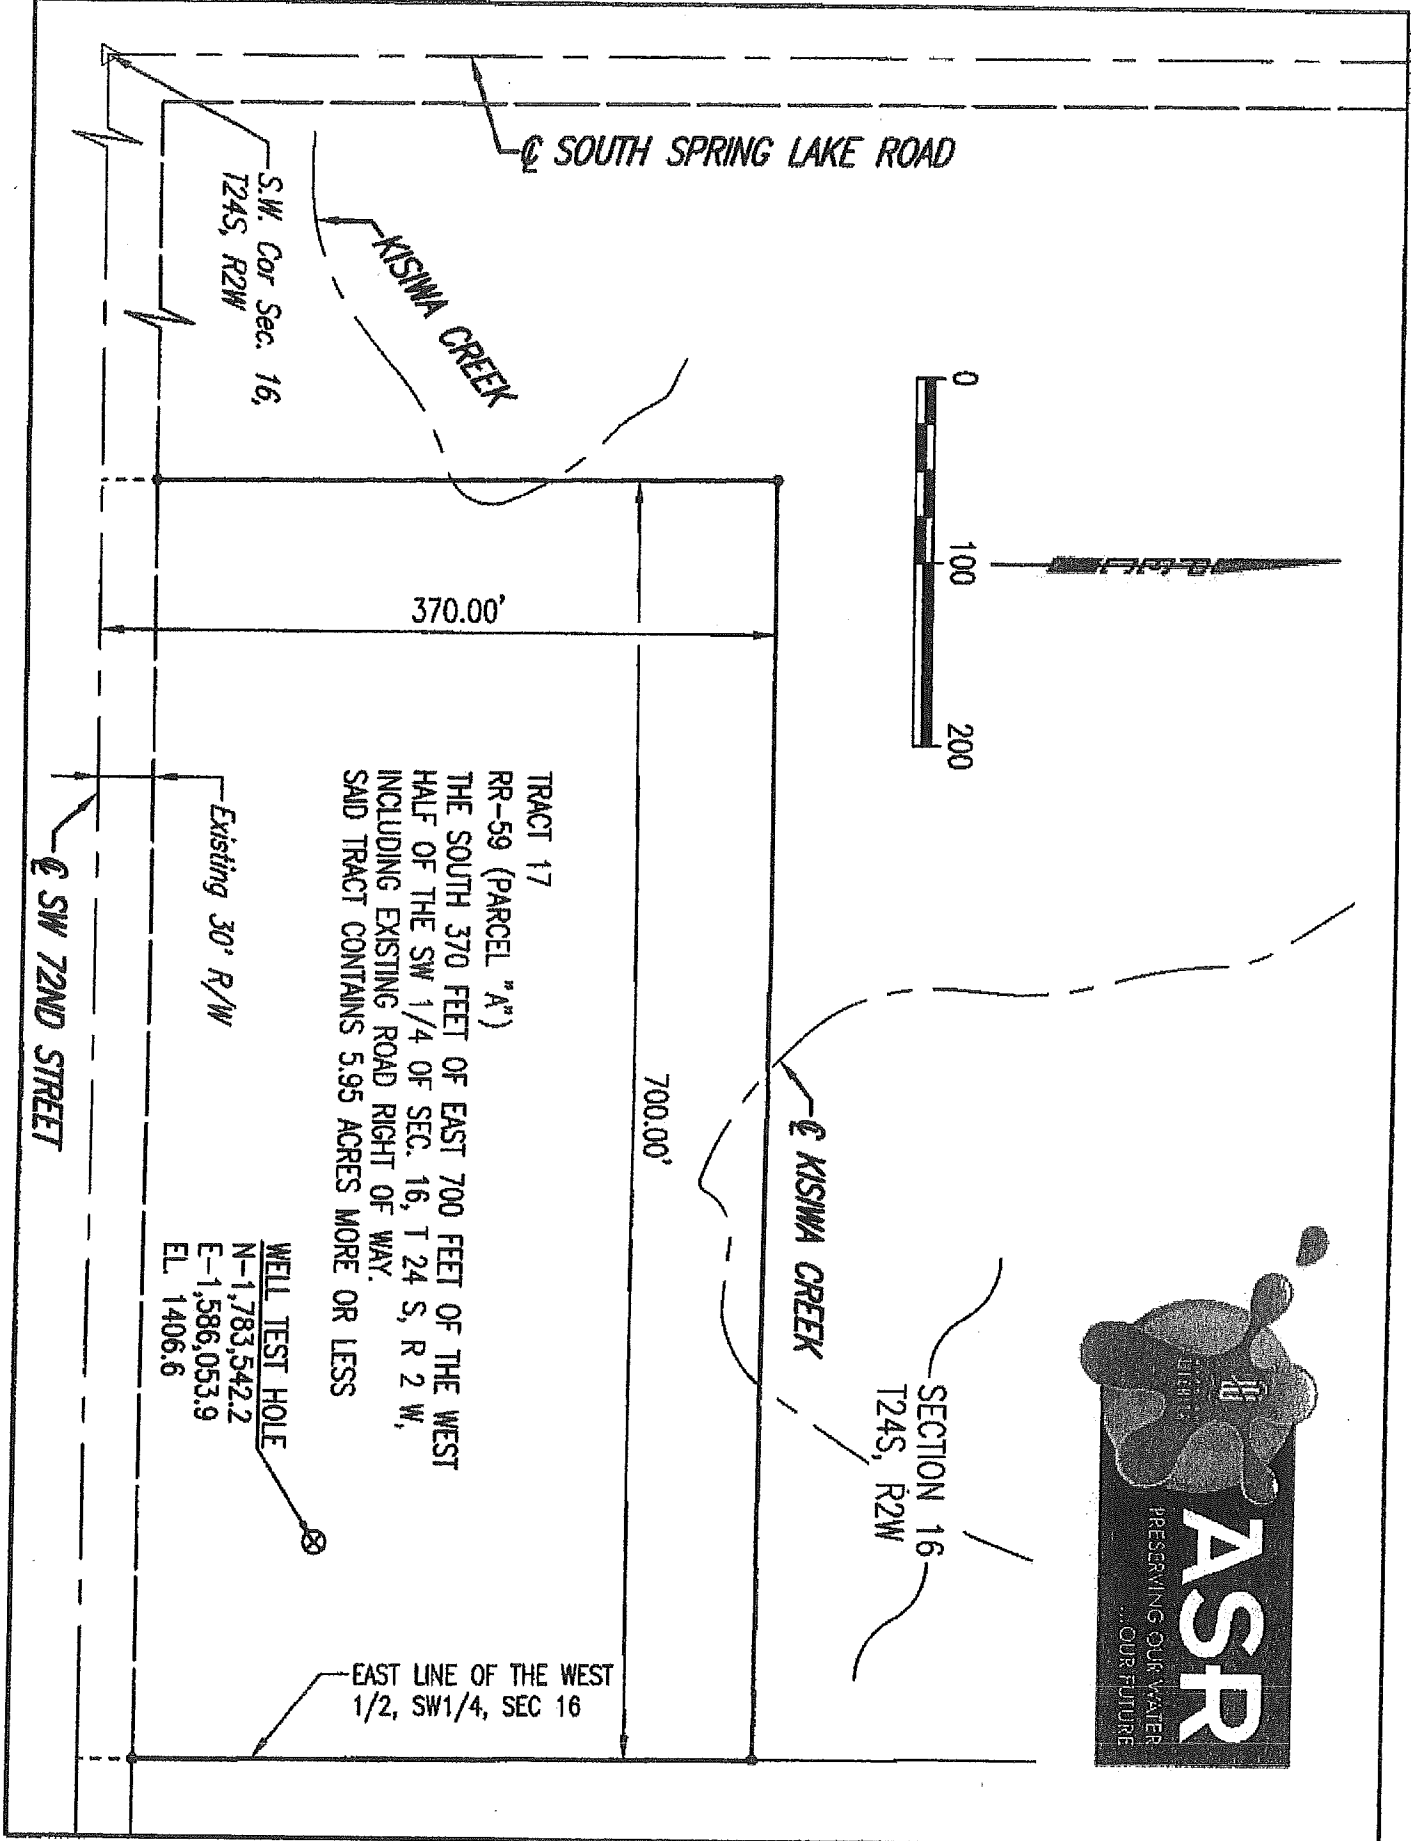 ℄ SOUTH SPRING LAKE ROAD
S.W. Cor Sec. 16,
T24S, R2W
KISIWA CREEK
0 100 200
370.00'
700.00'
℄ KISIWA CREEK
SECTION 16
T24S, R2W
ASR
PRESERVING OUR WATER
...OUR FUTURE
TRACT 17
RR-59 (PARCEL "A")
THE SOUTH 370 FEET OF EAST 700 FEET OF THE WEST
HALF OF THE SW 1/4 OF SEC. 16, T 24 S, R 2 W,
INCLUDING EXISTING ROAD RIGHT OF WAY.
SAID TRACT CONTAINS 5.95 ACRES MORE OR LESS
Existing 30' R/W
℄ SW 72ND STREET
WELL TEST HOLE
N-1,783,542.2
E-1,586,053.9
EL. 1406.6
EAST LINE OF THE WEST
1/2, SW1/4, SEC 16